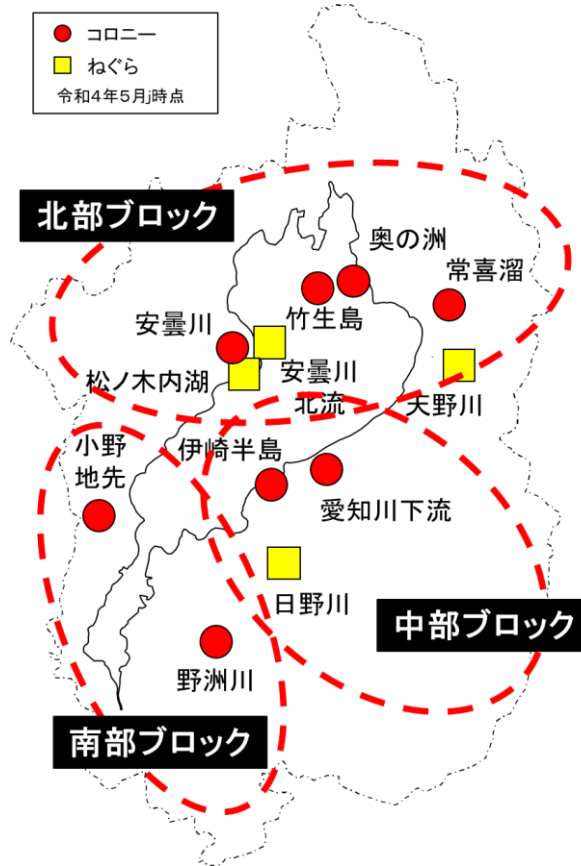 コロニー
ねぐら
令和4年5月j時点
北部ブロック
奥の洲
常喜溜
竹生島
安曇川
安曇川
北流
松ノ木内湖
天野川
小野
地先
伊崎半島
愛知川下流
日野川
中部ブロック
野洲川
南部ブロック